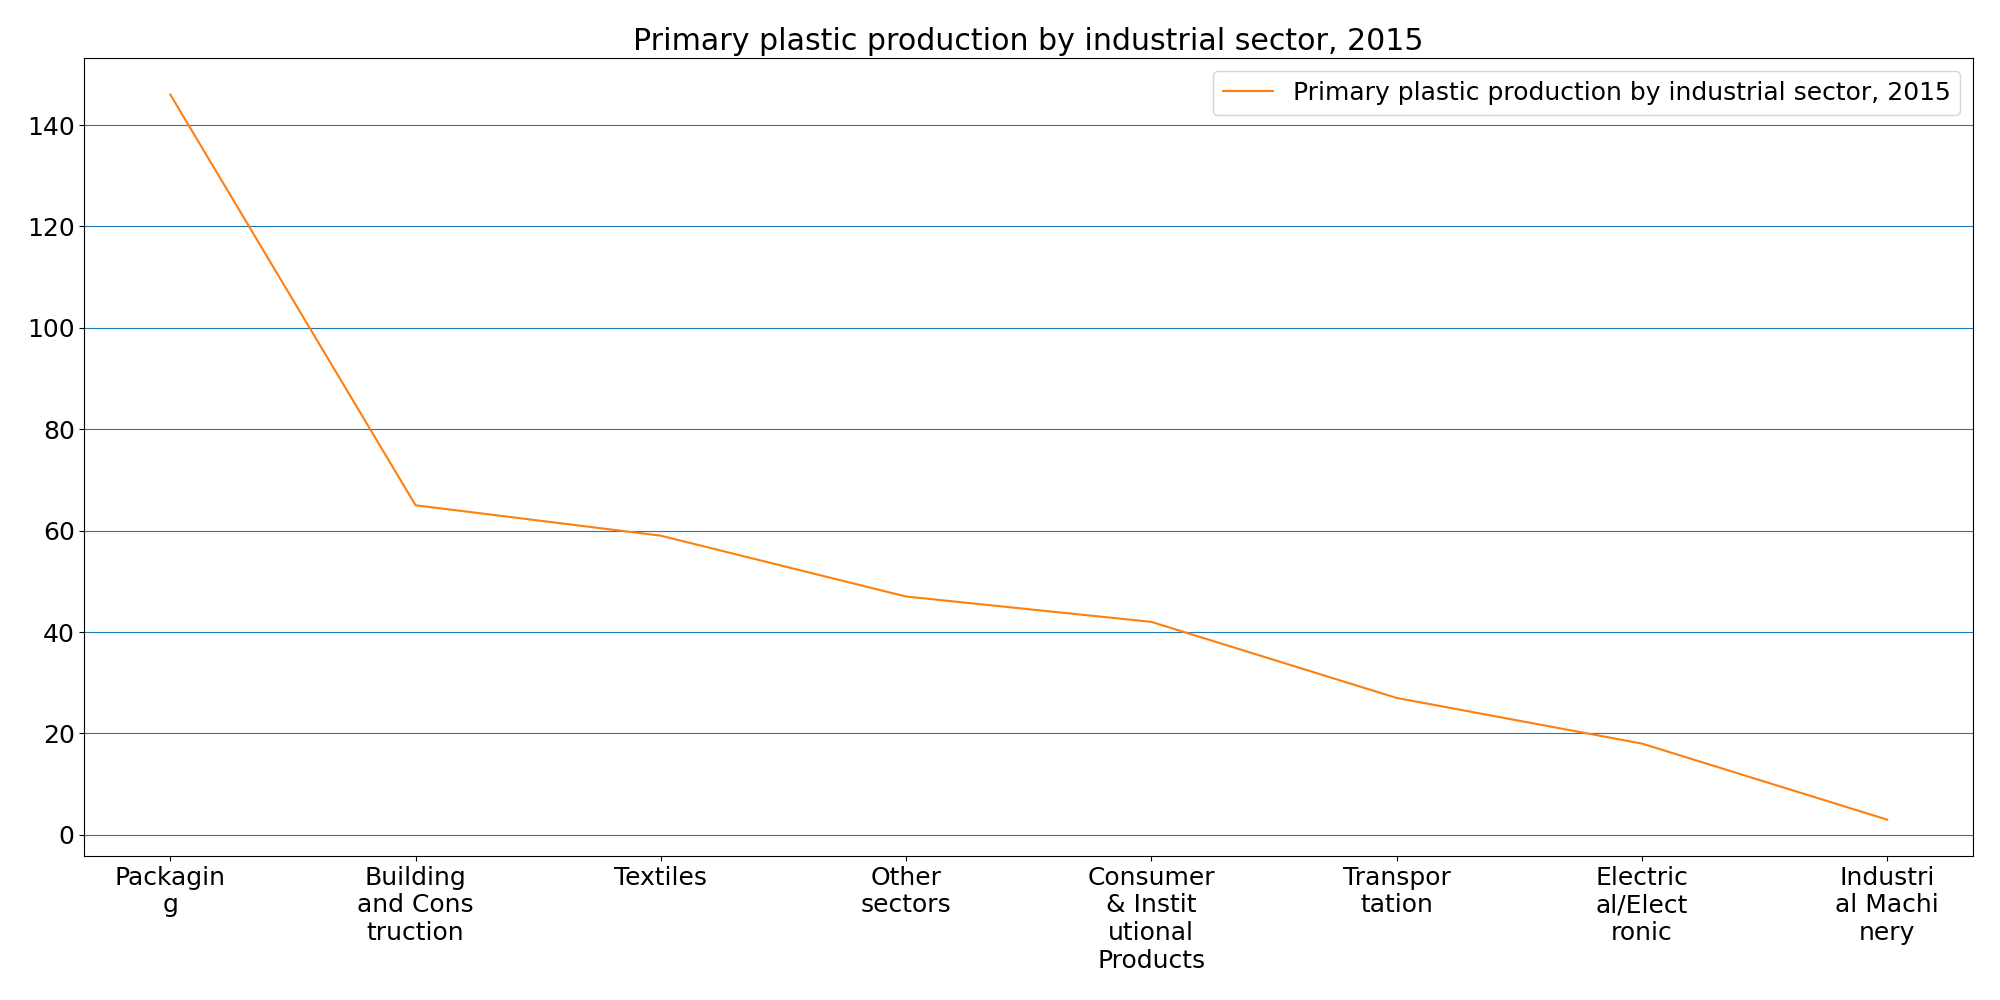 Primary plastic production by industrial sector, 2015
Primary plastic production by industrial sector, 2015
140
120
100
80
60
40
20
0
Packagin
g
Building
and Cons
truction
Textiles
Other
sectors
Consumer
& Instit
utional
Products
Transpor
tation
Electric
al/Elect
ronic
Industri
al Machi
nery